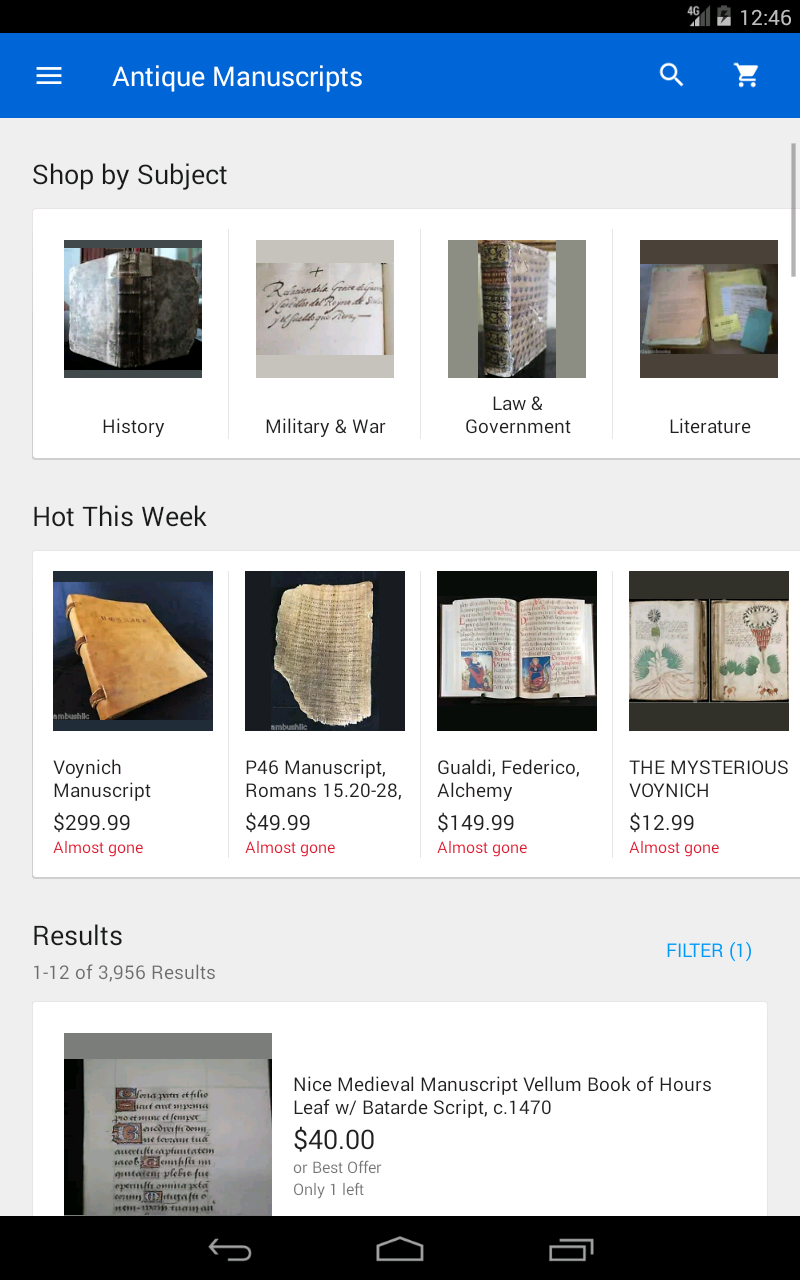 4G 12:46
Antique Manuscripts
Shop by Subject
History
Military & War
Law &
Government
Literature
Hot This Week
ambushllc
ambushllc
Voynich
Manuscript
$299.99
Almost gone
P46 Manuscript,
Romans 15.20-28,
$49.99
Almost gone
Gualdi, Federico,
Alchemy
$149.99
Almost gone
THE MYSTERIOUS
VOYNICH
$12.99
Almost gone
Results
FILTER (1)
1-12 of 3,956 Results
Nice Medieval Manuscript Vellum Book of Hours
Leaf w/ Batarde Script, c.1470
$40.00
or Best Offer
Only 1 left